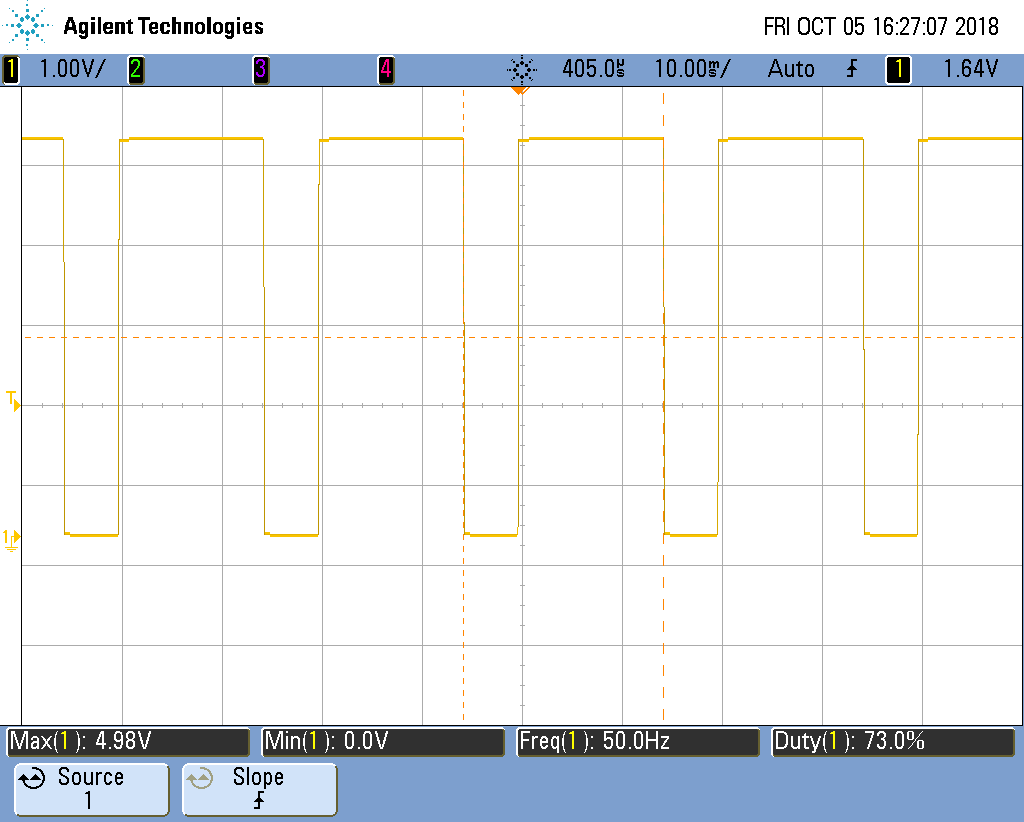 Agilent Technologies FRI OCT 05 16:27:07 2018
1 1.00V/ 2 3 4 405.0µs 10.00ms/ Auto 1 1.64V
T
1
Max(1): 4.98V Min(1): 0.0V Freq(1): 50.0Hz Duty(1): 73.0%
Source Slope
1